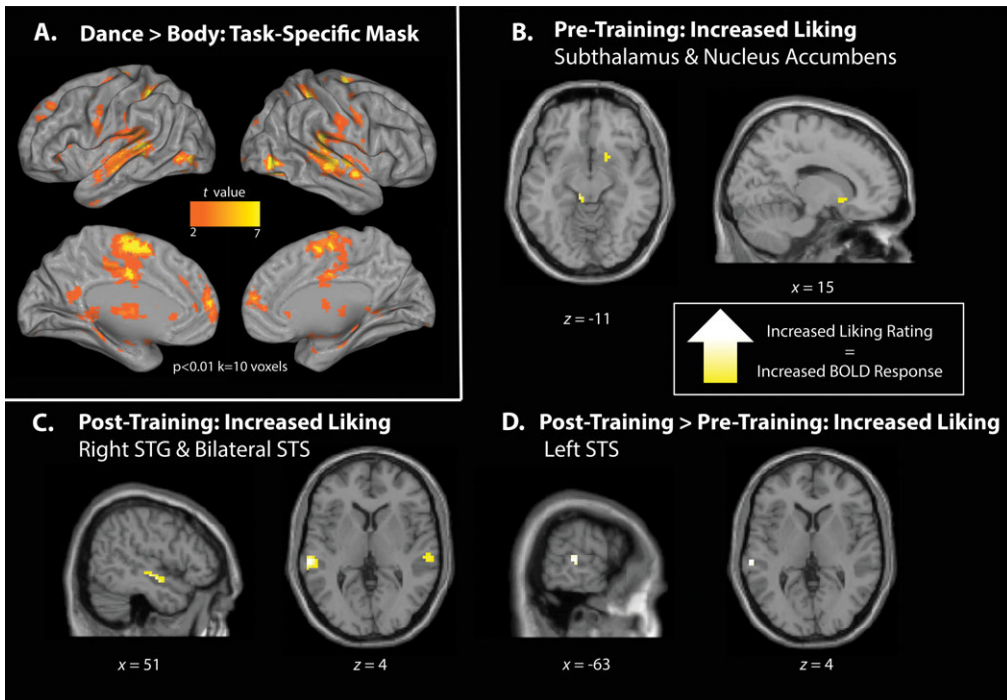 A. Dance > Body: Task-Specific Mask
t value
2 7
p<0.01 k=10 voxels
B. Pre-Training: Increased Liking
Subthalamus & Nucleus Accumbens
z = -11
x = 15
Increased Liking Rating
=
Increased BOLD Response
C. Post-Training: Increased Liking
Right STG & Bilateral STS
x = 51
z = 4
D. Post-Training > Pre-Training: Increased Liking
Left STS
x = -63
z = 4